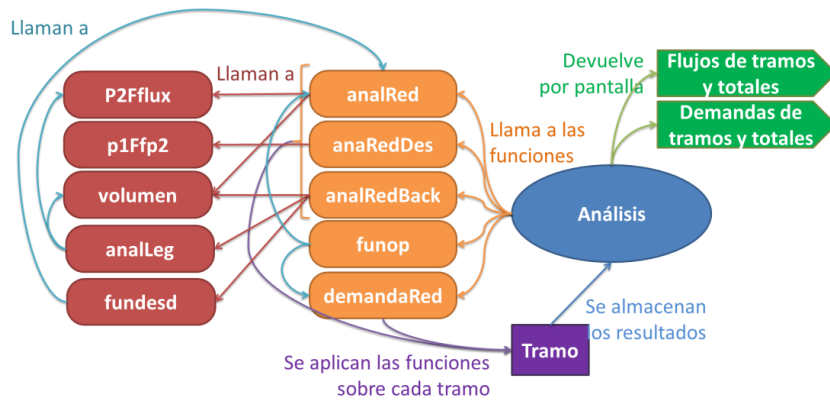 Llaman a
Llaman a
P2Fflux
p1Ffp2
volumen
analLeg
fundesd
analRed
anaRedDes
analRedBack
funop
demandaRed
Llama a las
funciones
Devuelve
por pantalla
Flujos de tramos
y totales
Demandas de
tramos y totales
Análisis
Se almacenan
los resultados
Tramo
Se aplican las funciones
sobre cada tramo